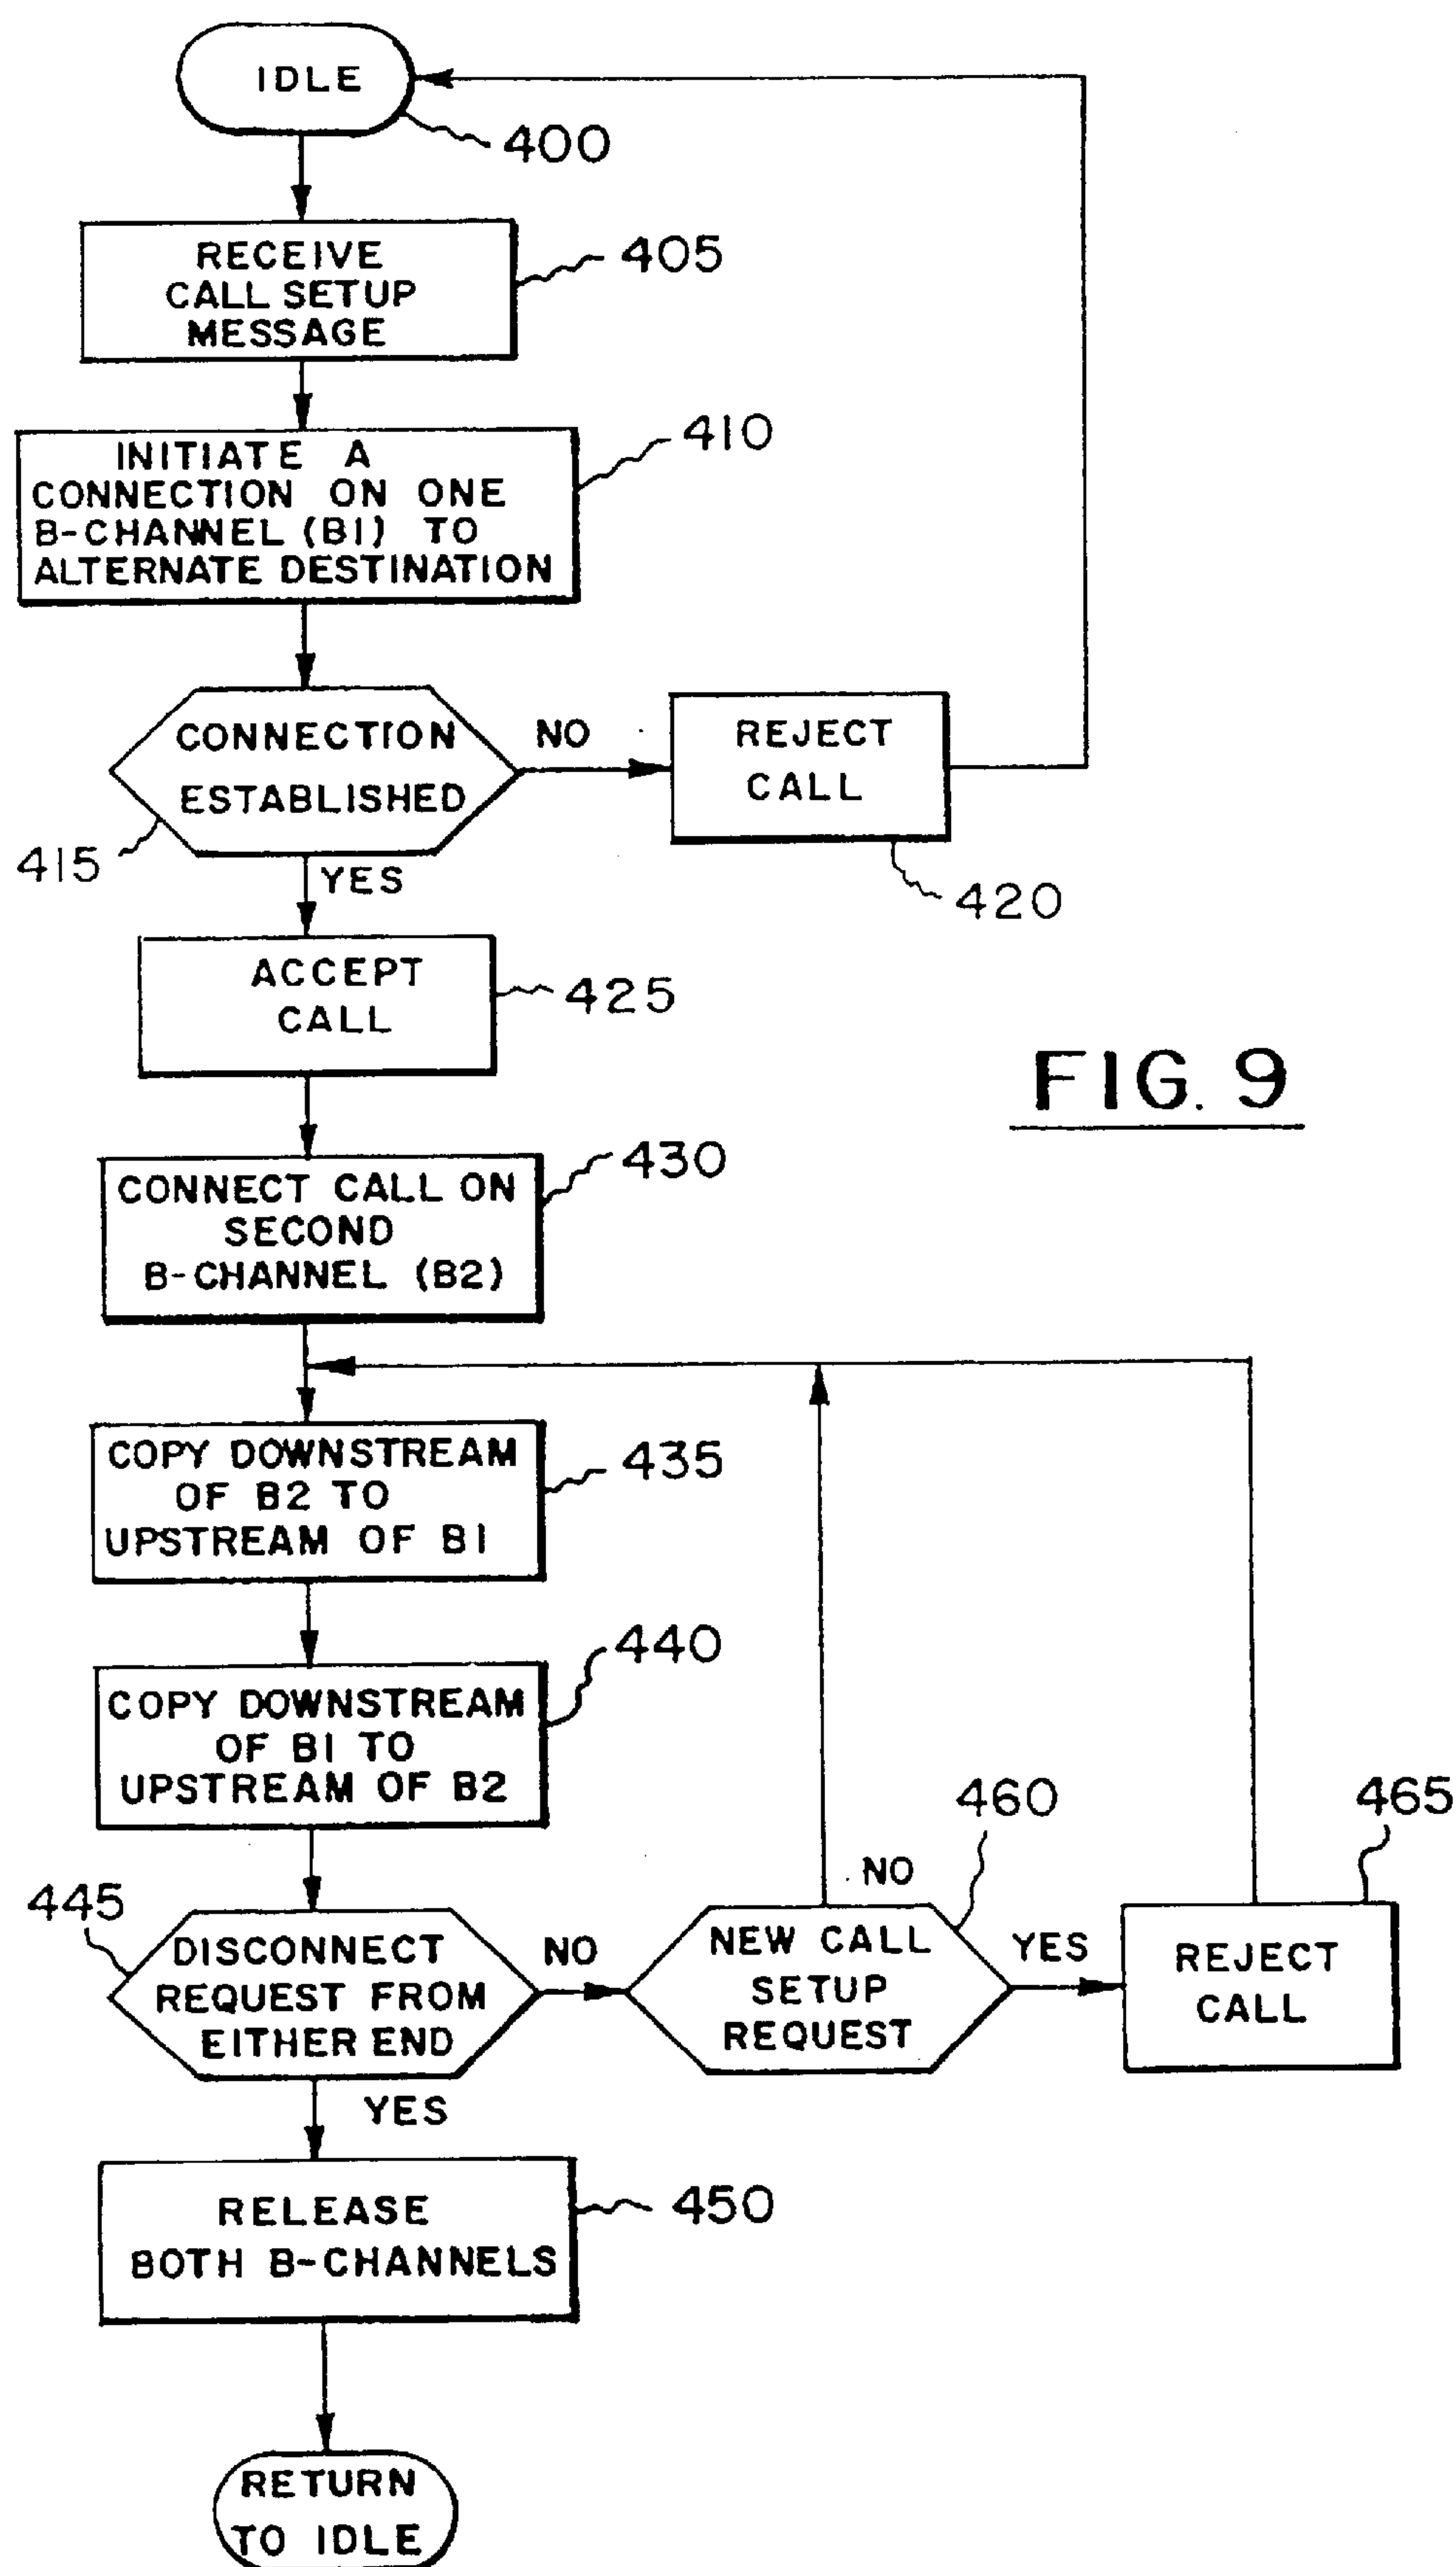 IDLE
400
RECEIVE
CALL SETUP
MESSAGE
405
INITIATE A
CONNECTION ON ONE
B-CHANNEL (B1) TO
ALTERNATE DESTINATION
410
CONNECTION
ESTABLISHED
415
NO
REJECT
CALL
420
YES
ACCEPT
CALL
425
FIG. 9
CONNECT CALL ON
SECOND
B-CHANNEL (B2)
430
COPY DOWNSTREAM
OF B2 TO
UPSTREAM OF B1
435
COPY DOWNSTREAM
OF B1 TO
UPSTREAM OF B2
440
445
DISCONNECT
REQUEST FROM
EITHER END
NO
NEW CALL
SETUP
REQUEST
460
NO
YES
REJECT
CALL
465
YES
RELEASE
BOTH B-CHANNELS
450
RETURN
TO IDLE